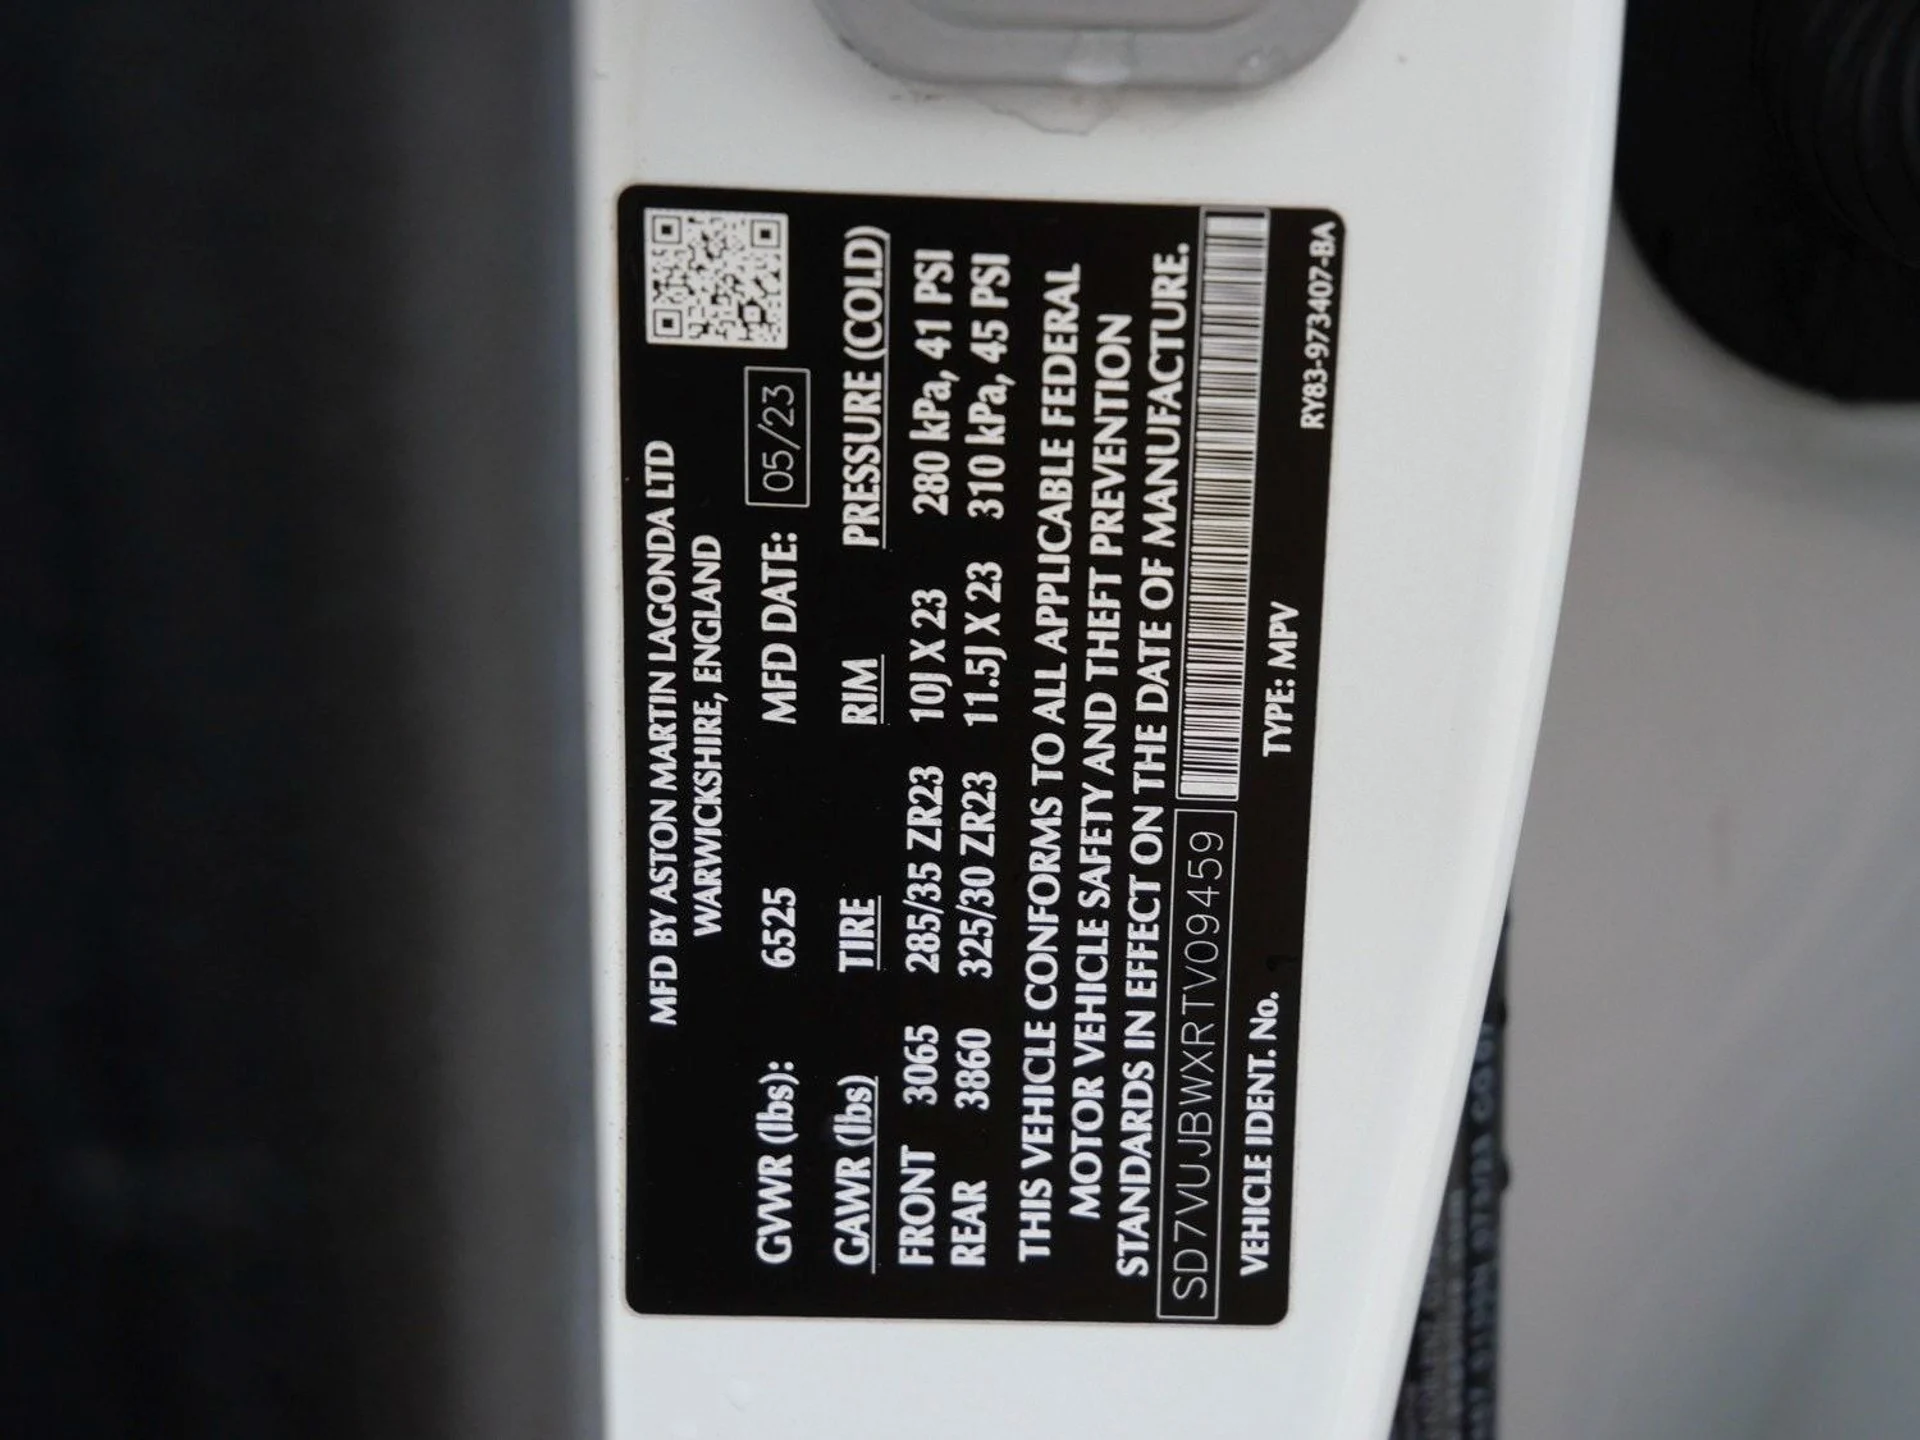 MFD BY ASTON MARTIN LAGONDA LTD
WARWICKSHIRE, ENGLAND
GVWR (lbs): 6525 MFD DATE: 05/23
GAWR (lbs) TIRE RIM PRESSURE (COLD)
FRONT 3065 285/35 ZR23 10J X 23 280 kPa, 41 PSI
REAR 3860 325/30 ZR23 11.5J X 23 310 kPa, 45 PSI
THIS VEHICLE CONFORMS TO ALL APPLICABLE FEDERAL
MOTOR VEHICLE SAFETY AND THEFT PREVENTION
STANDARDS IN EFFECT ON THE DATE OF MANUFACTURE.
SD7VUJBWXRTV09459
VEHICLE IDENT. No. TYPE: MPV
RY83-973407-BA